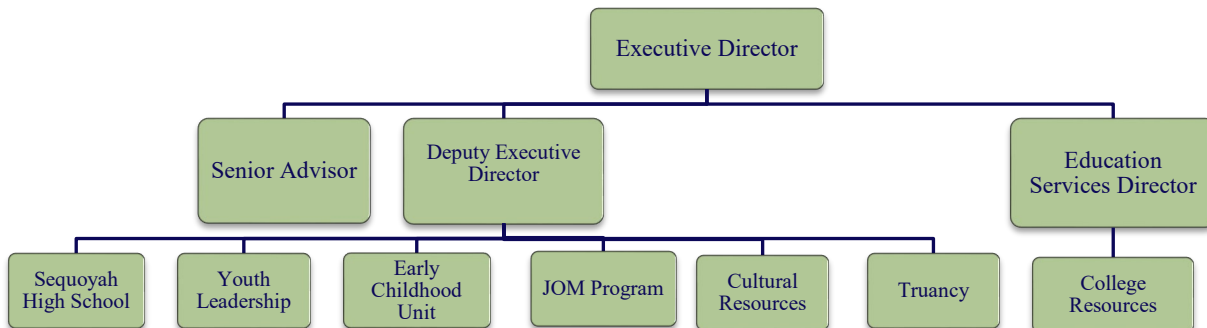 Executive Director
Senior Advisor
Deputy Executive
Director
Education
Services Director
Sequoyah
High School
Youth
Leadership
Early
Childhood
Unit
JOM Program
Cultural
Resources
Truancy
College
Resources